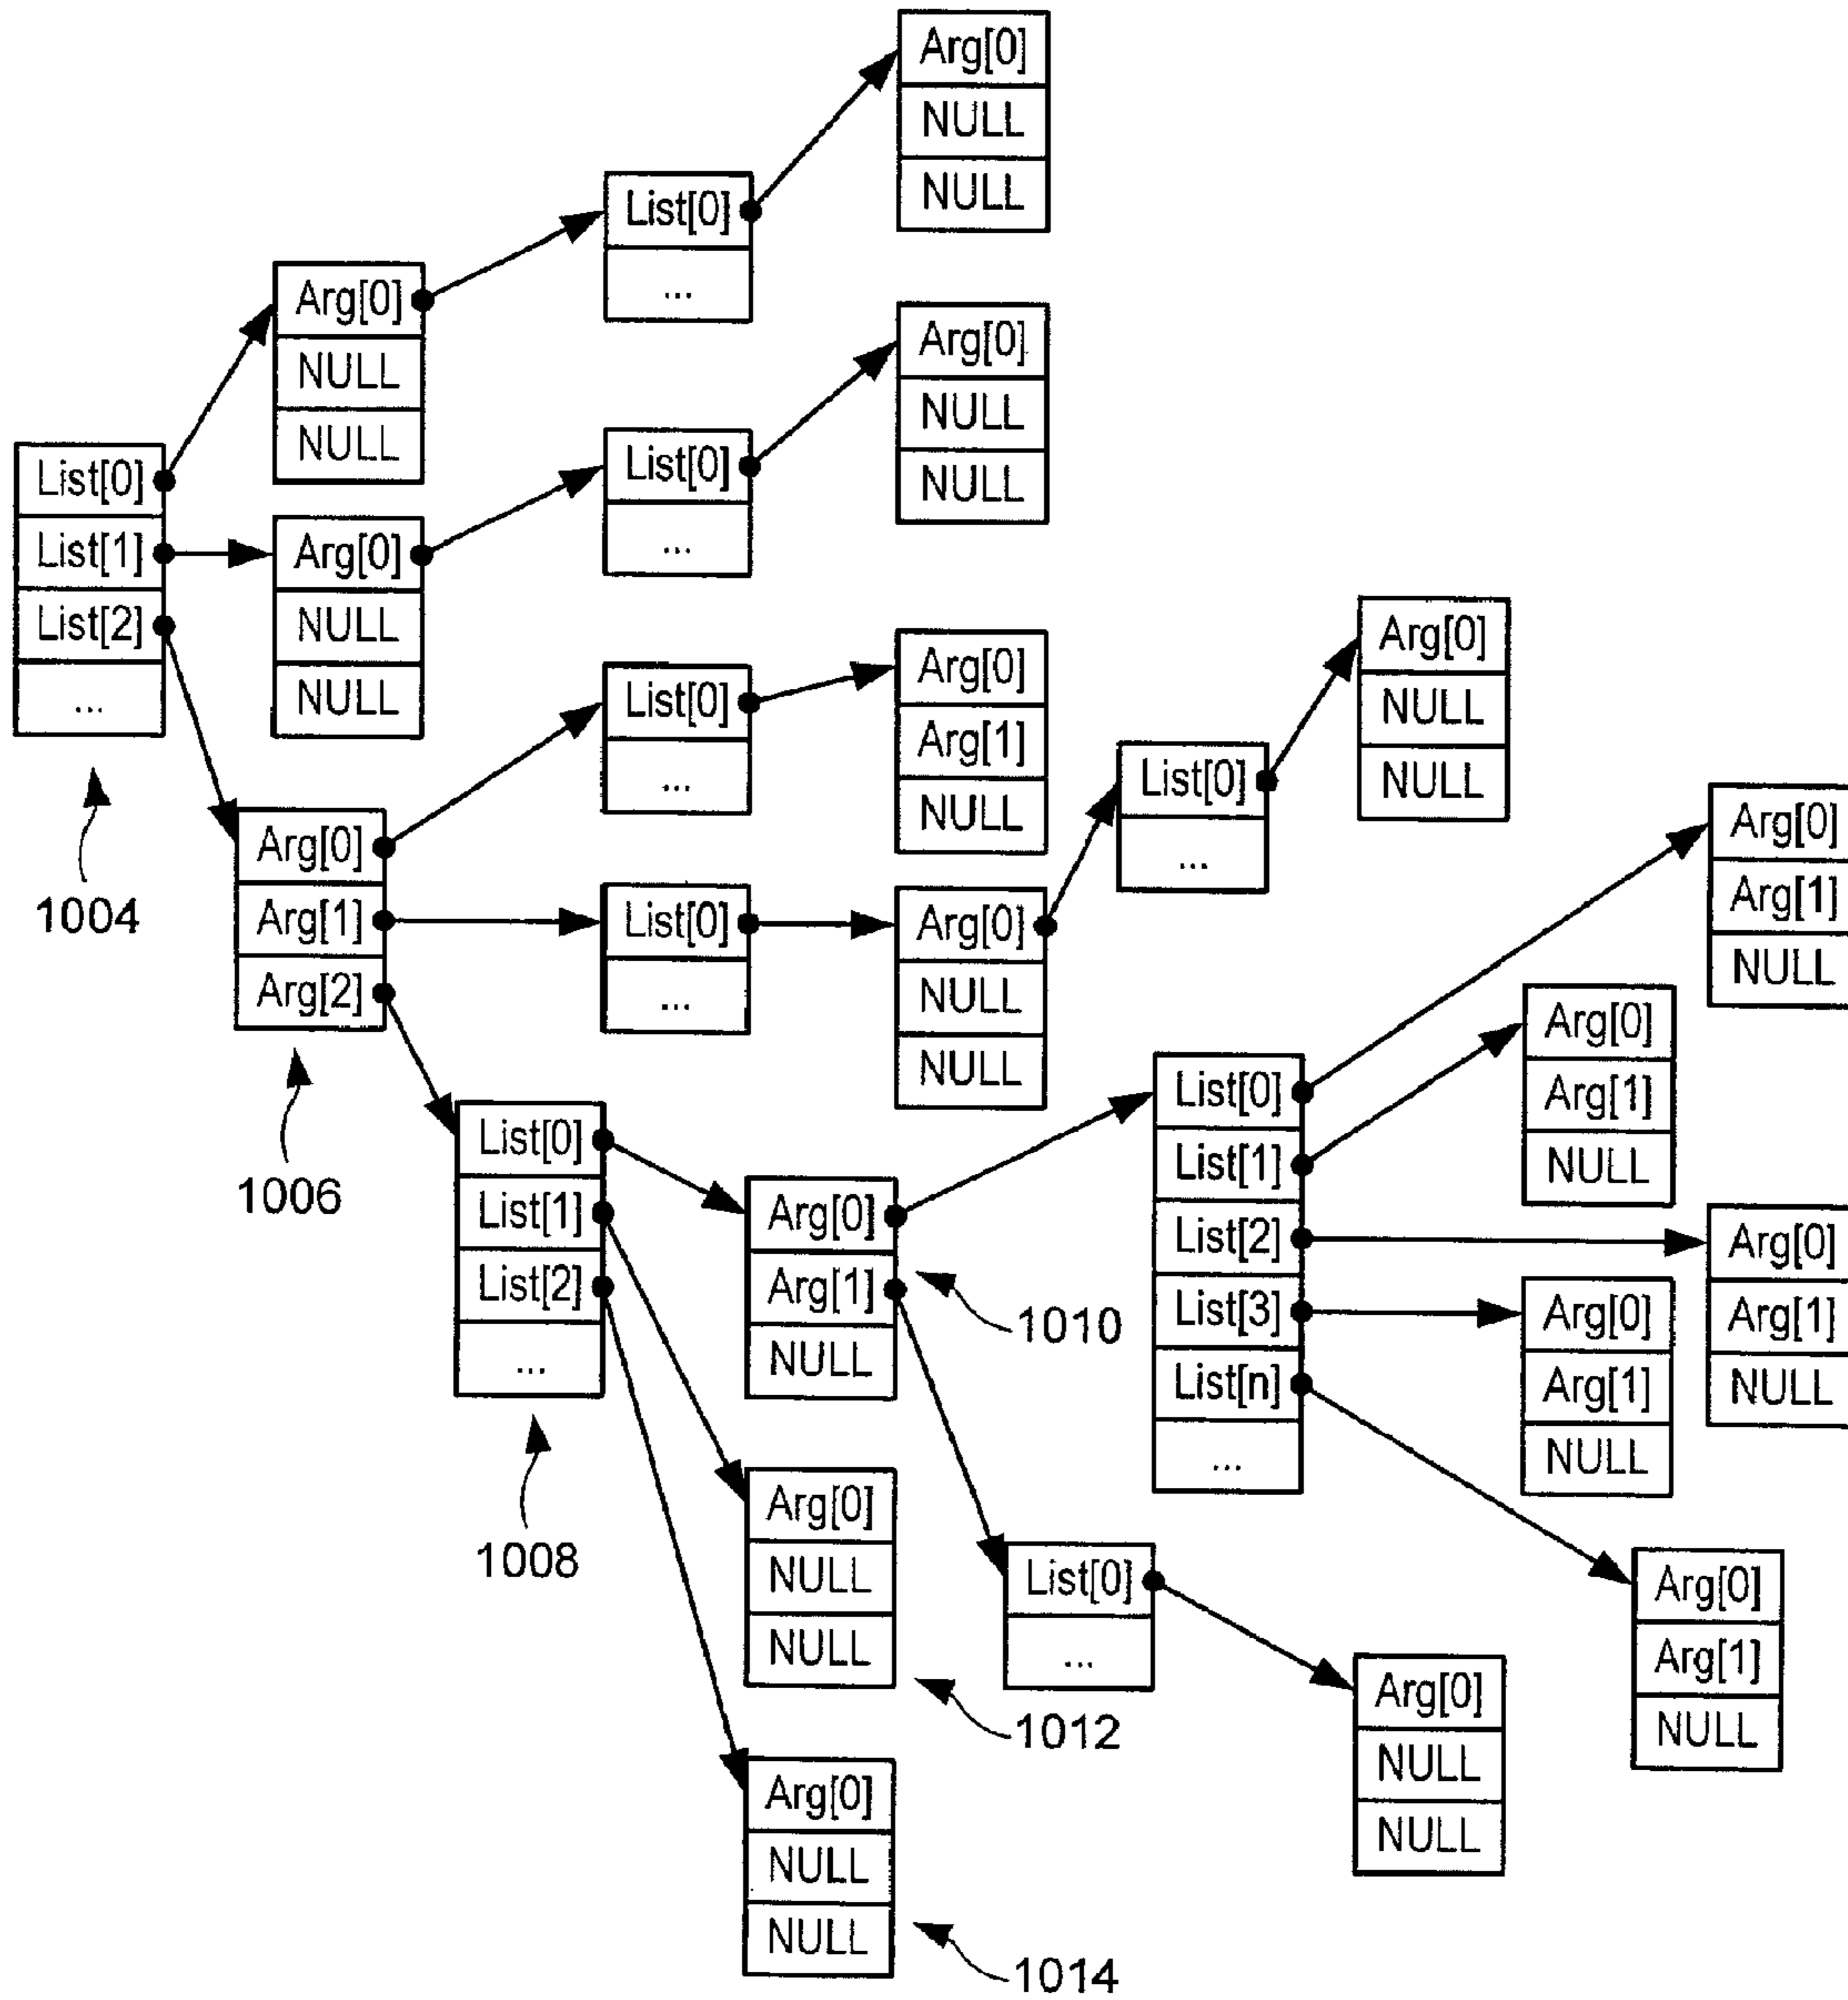 Arg[0]
NULL
NULL
List[0]
...
Arg[0]
NULL
NULL
Arg[0]
NULL
NULL
List[0]
...
List[0]
List[1]
List[2]
...
1004
Arg[0]
NULL
NULL
Arg[0]
Arg[1]
NULL
List[0]
...
Arg[0]
NULL
NULL
List[0]
...
Arg[0]
Arg[1]
Arg[2]
1006
List[0]
...
Arg[0]
NULL
NULL
Arg[0]
Arg[1]
NULL
Arg[0]
Arg[1]
NULL
List[0]
List[1]
List[2]
List[3]
List[n]
...
List[0]
List[1]
List[2]
...
1008
Arg[0]
Arg[1]
NULL
1010
Arg[0]
Arg[1]
NULL
Arg[0]
Arg[1]
NULL
Arg[0]
NULL
NULL
1012
List[0]
...
Arg[0]
Arg[1]
NULL
Arg[0]
NULL
NULL
Arg[0]
NULL
NULL
1014